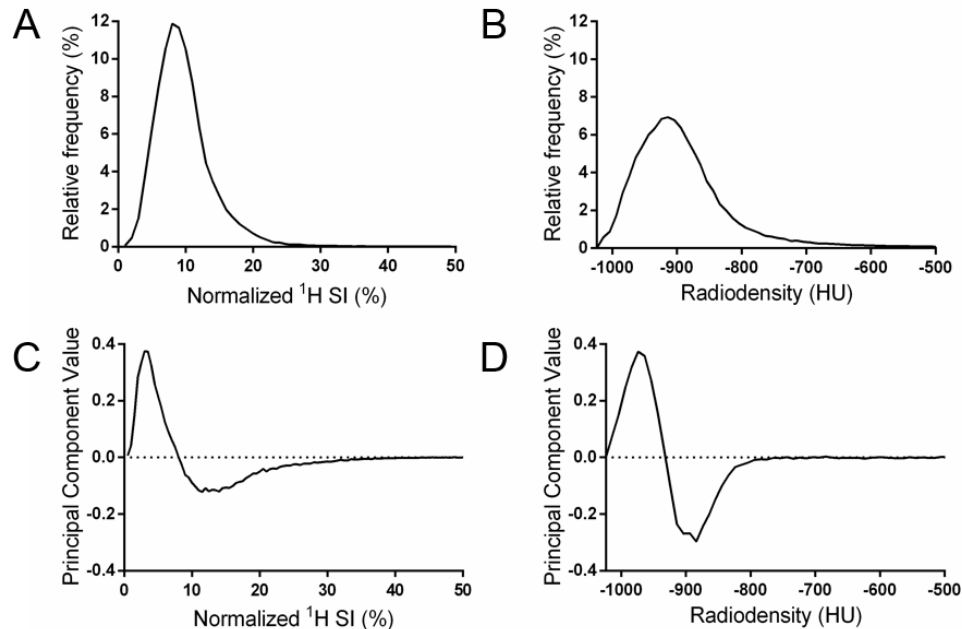 A
Relative frequency (%)
12
10
8
6
4
2
0
0 10 20 30 40 50
Normalized ¹H SI (%)
B
Relative frequency (%)
12
10
8
6
4
2
0
-1000 -900 -800 -700 -600 -500
Radiodensity (HU)
C
Principal Component Value
0.4
0.2
0.0
-0.2
-0.4
0 10 20 30 40 50
Normalized ¹H SI (%)
D
Principal Component Value
0.4
0.2
0.0
-0.2
-0.4
-1000 -900 -800 -700 -600 -500
Radiodensity (HU)